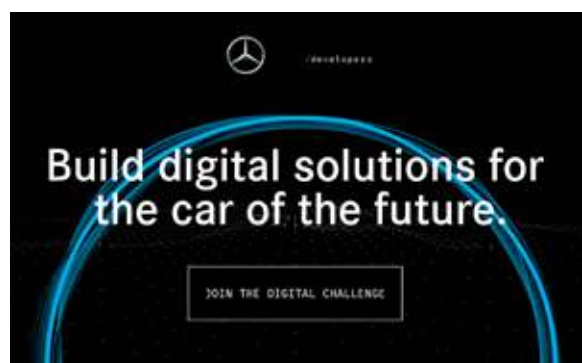 /developers
Build digital solutions for
the car of the future.
JOIN THE DIGITAL CHALLENGE